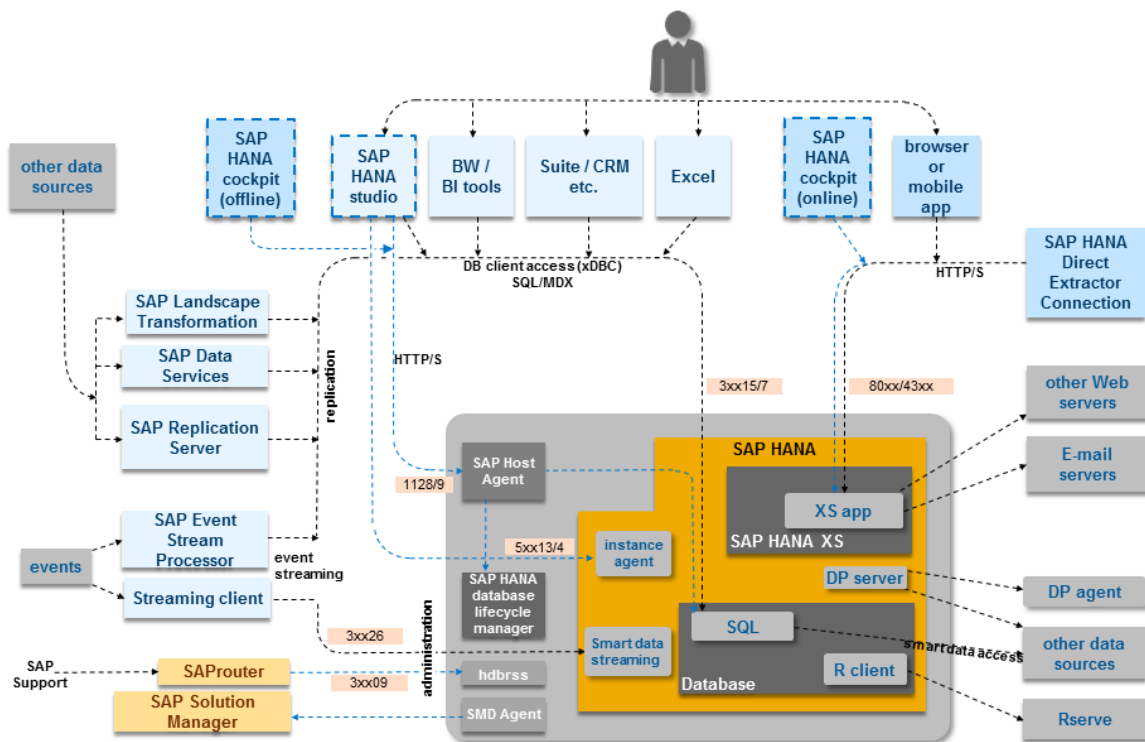 SAP
HANA
cockpit
(offline)
SAP
HANA
studio
BW /
BI tools
Suite / CRM
etc.
Excel
SAP
HANA
cockpit
(online)
browser
or
mobile
app
other data
sources
DB client access (xDBC)
SQL/MDX
HTTP/S
SAP HANA
Direct
Extractor
Connection
SAP Landscape
Transformation
SAP Data
Services
SAP Replication
Server
replication
HTTP/S
3xx15/7
80xx/43xx
other Web
servers
E-mail
servers
SAP HANA
SAP Host
Agent
1128/9
XS app
SAP HANA XS
SAP Event
Stream
Processor
events
event
streaming
Streaming client
5xx13/4
instance
agent
DP server
DP agent
SAP HANA
database
lifecycle
manager
SQL
3xx26
Smart data
streaming
smart data access
other data
sources
R client
Database
administration
SAP
Support
SAProuter
3xx09
hdbrss
SAP Solution
Manager
SMD Agent
Rserve